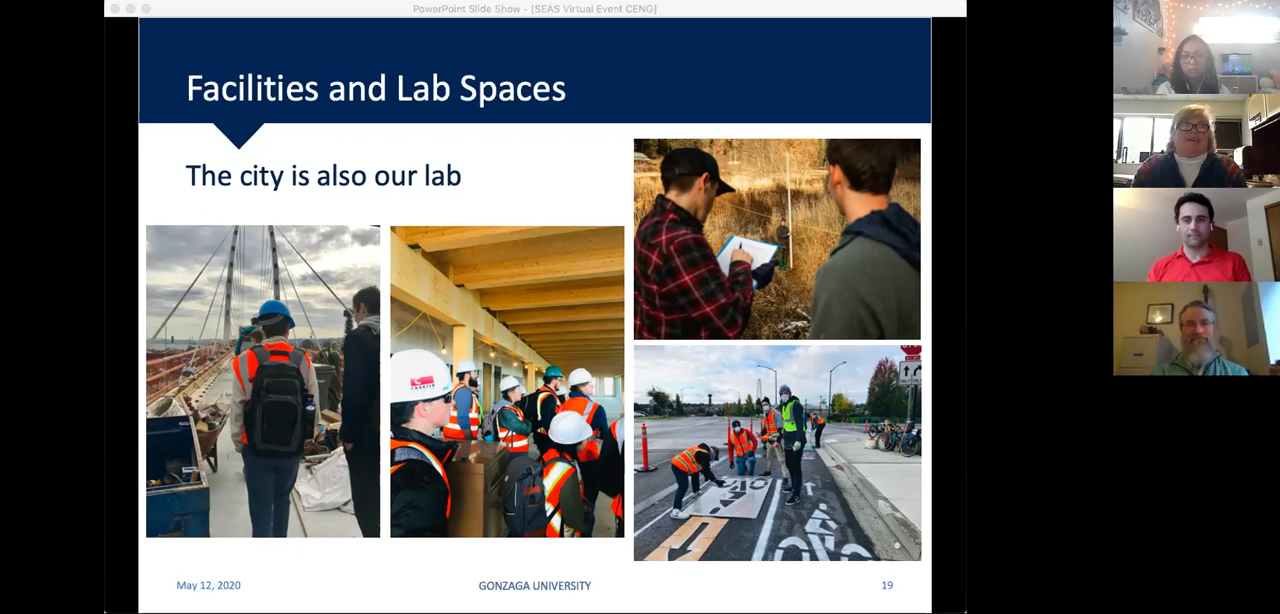 PowerPoint Slide Show - [SEAS Virtual Event CENG]
Facilities and Lab Spaces
The city is also our lab
May 12, 2020
GONZAGA UNIVERSITY
19